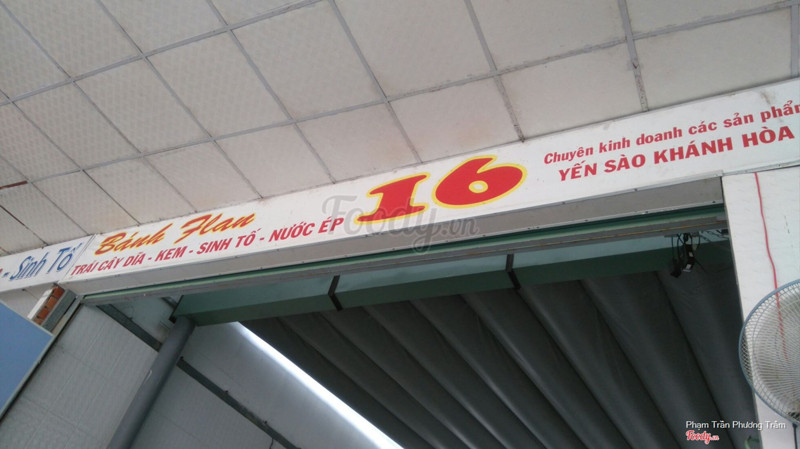 - Sinh Tố
Bánh Flan
TRÁI CÂY DĨA - KEM - SINH TỐ - NƯỚC ÉP
16
Chuyên kinh doanh các sản phẩm
YẾN SÀO KHÁNH HÒA
Foody.vn
Phạm Trần Phương Trâm
Foody.vn